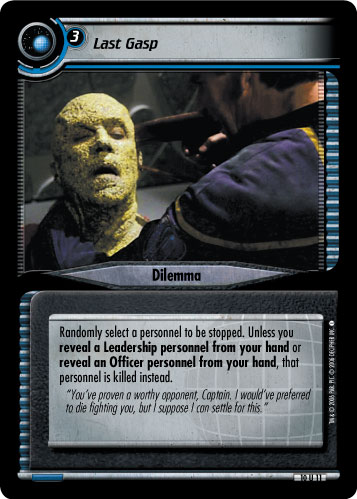 3
Last Gasp
Dilemma
Randomly select a personnel to be stopped. Unless you
reveal a Leadership personnel from your hand or
reveal an Officer personnel from your hand, that
personnel is killed instead.
“You’ve proven a worthy opponent, Captain. I would’ve preferred
to die fighting you, but I suppose I can settle for this.”
10 U 11